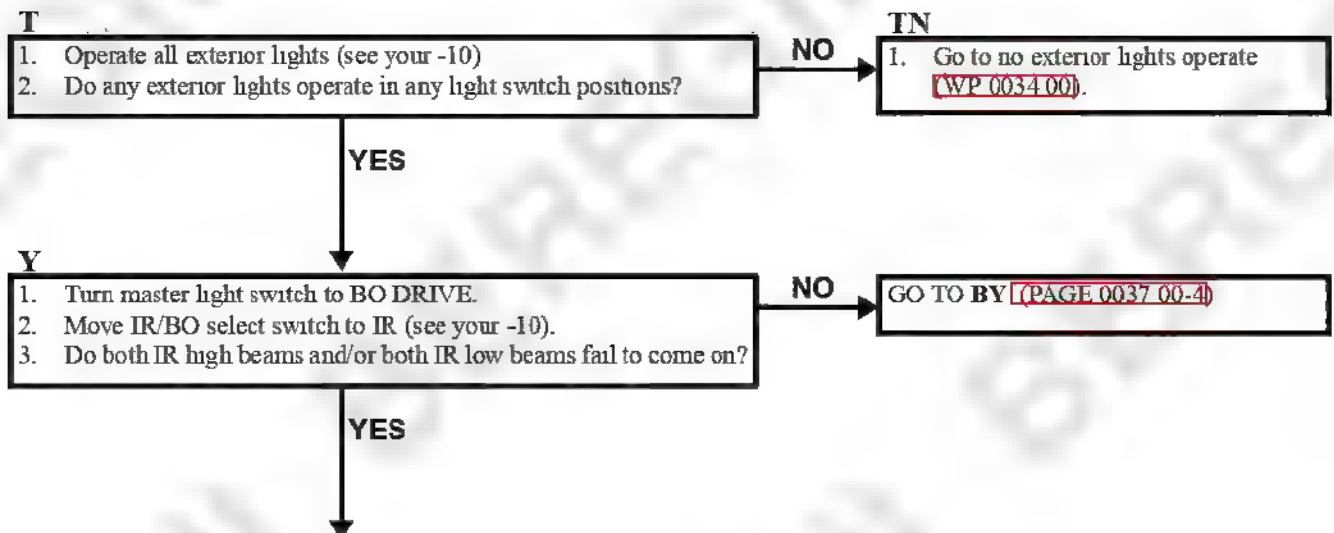 T
1. Operate all exterior lights (see your -10)
2. Do any exterior lights operate in any light switch positions?
NO
TN
1. Go to no exterior lights operate
(WP 0034 00).
YES
Y
1. Turn master light switch to BO DRIVE.
2. Move IR/BO select switch to IR (see your -10).
3. Do both IR high beams and/or both IR low beams fail to come on?
NO
GO TO BY (PAGE 0037 00-4)
YES